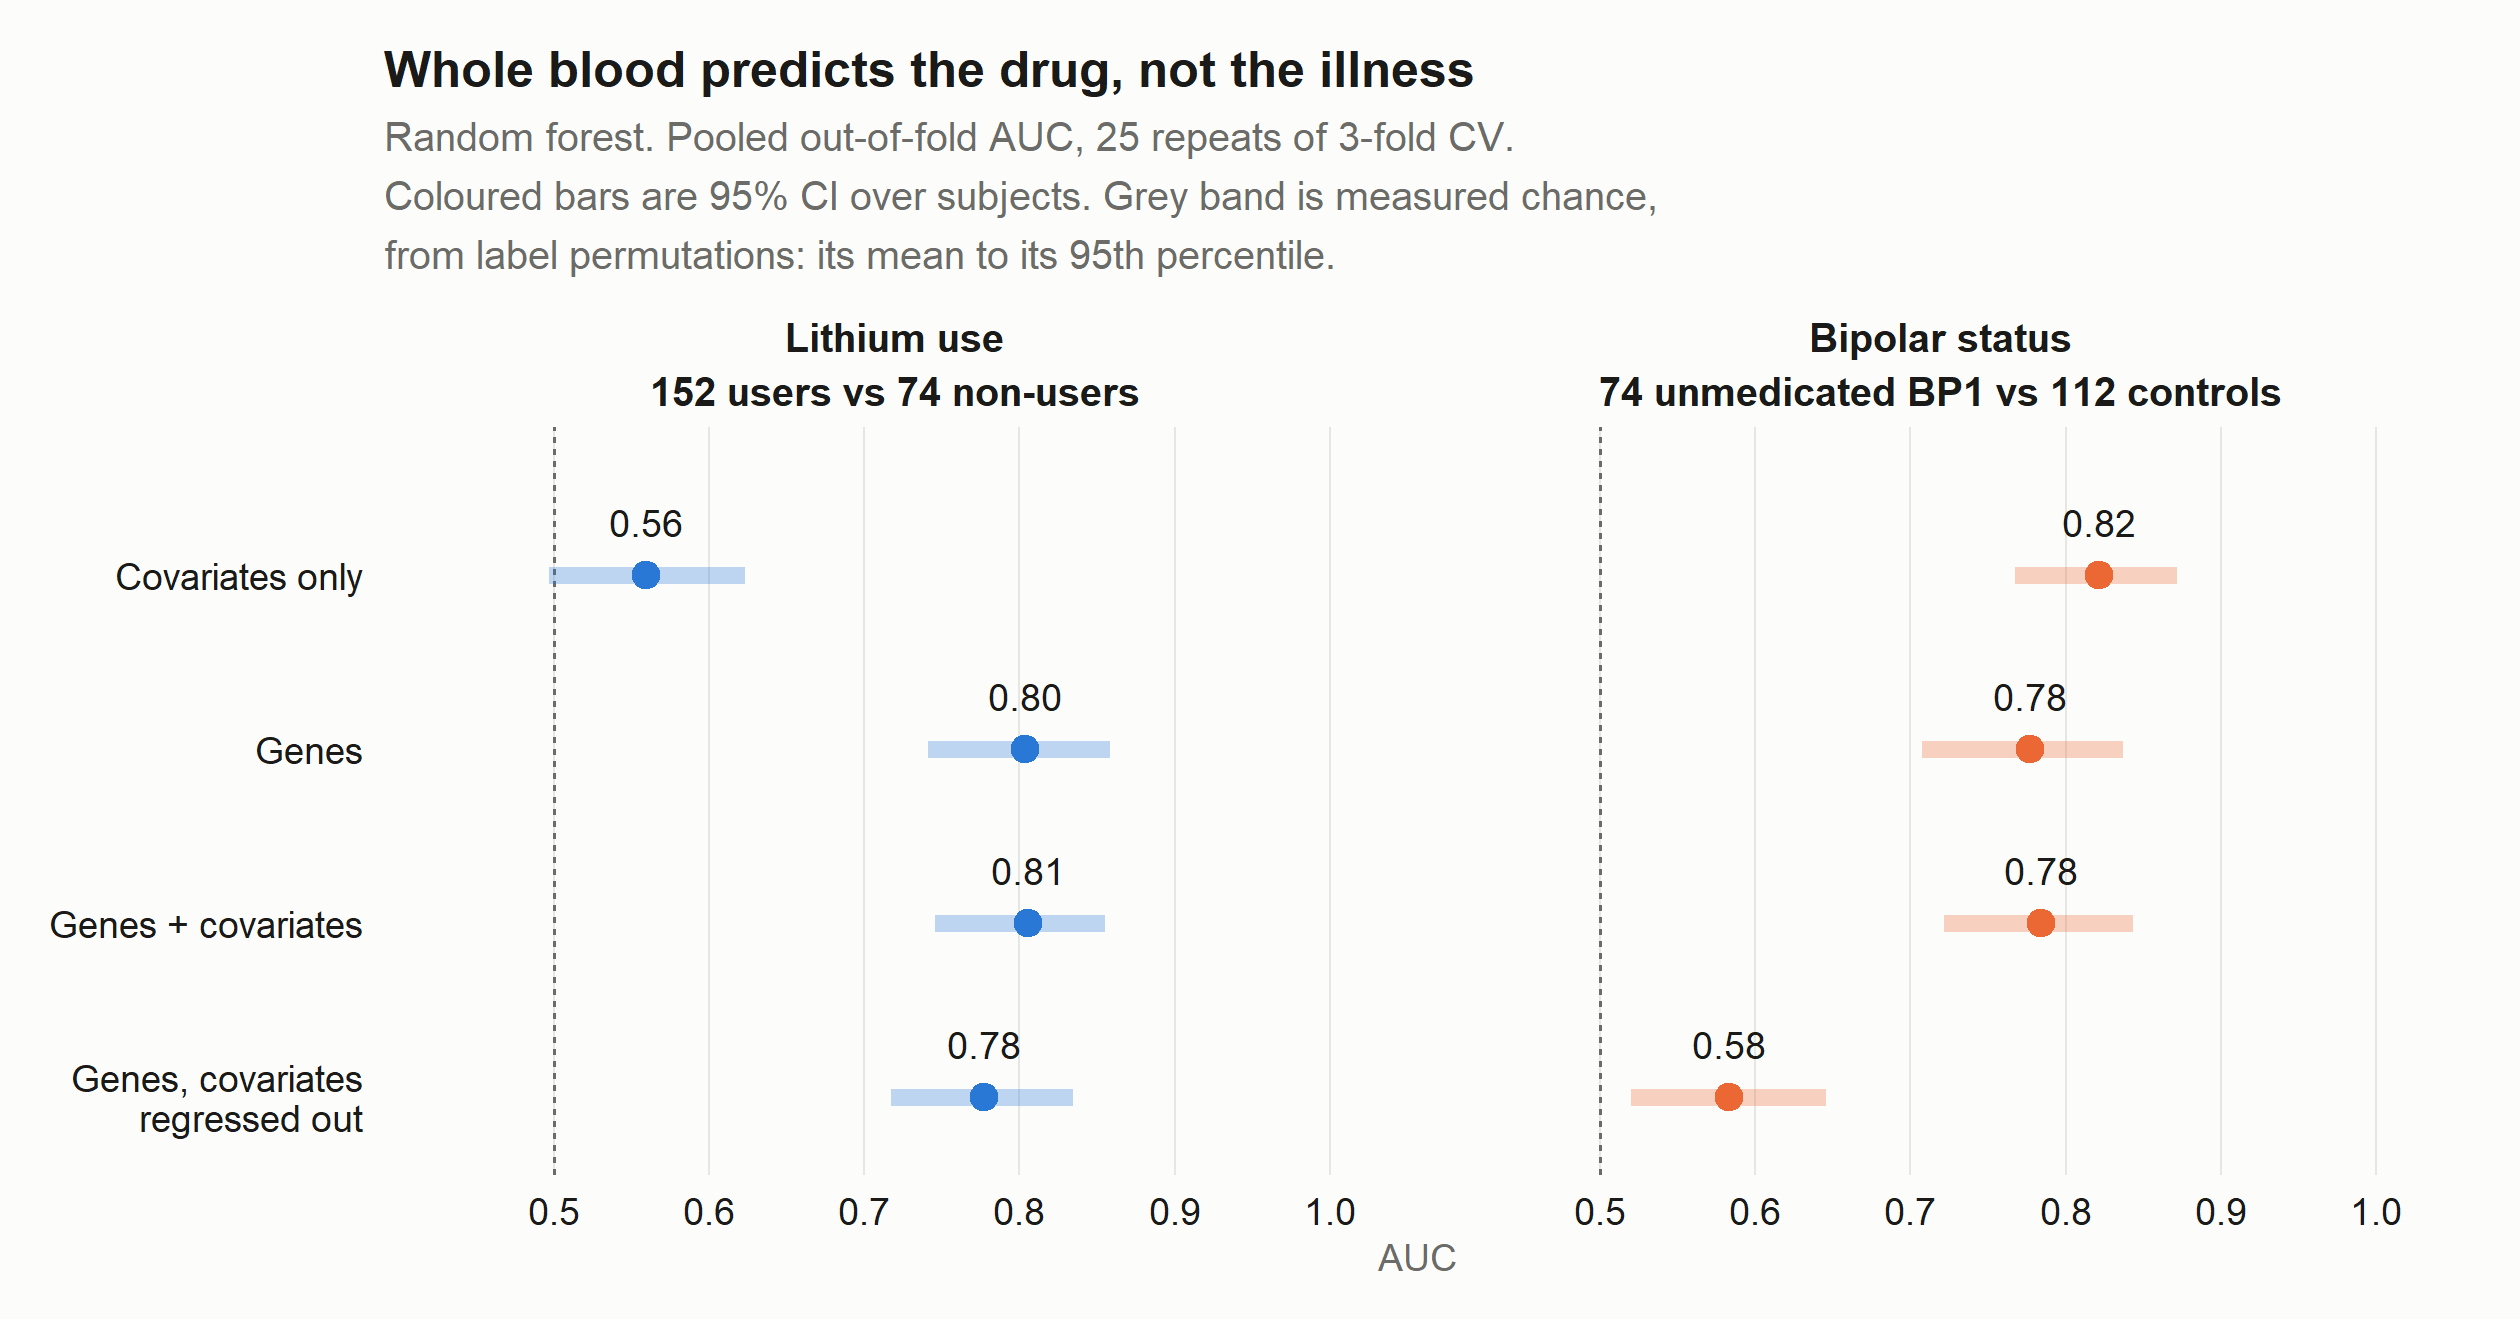 Whole blood predicts the drug, not the illness
Random forest. Pooled out-of-fold AUC, 25 repeats of 3-fold CV.
Coloured bars are 95% CI over subjects. Grey band is measured chance,
from label permutations: its mean to its 95th percentile.
Lithium use
152 users vs 74 non-users
Bipolar status
74 unmedicated BP1 vs 112 controls
Covariates only
0.56
0.82
Genes
0.80
0.78
Genes + covariates
0.81
0.78
Genes, covariates
regressed out
0.78
0.58
0.5 0.6 0.7 0.8 0.9 1.0
0.5 0.6 0.7 0.8 0.9 1.0
AUC